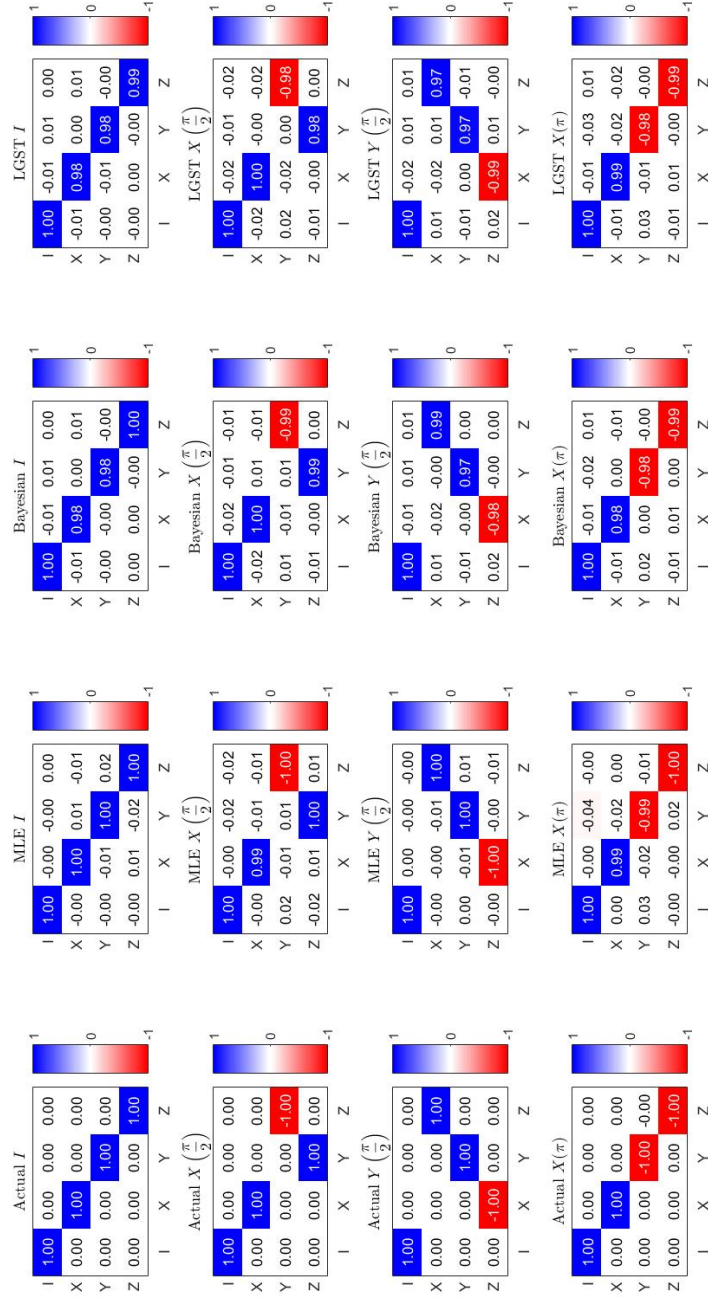 Actual I
1
0
-1
I 1.00 0.00 0.00 0.00
X 0.00 1.00 0.00 0.00
Y 0.00 0.00 1.00 0.00
Z 0.00 0.00 0.00 1.00
I X Y Z
MLE I
1
0
-1
I 1.00 -0.00 -0.00 0.00
X -0.00 1.00 0.00 -0.01
Y -0.00 -0.01 1.00 0.02
Z 0.00 0.01 -0.02 1.00
I X Y Z
Bayesian I
1
0
-1
I 1.00 -0.01 0.01 0.00
X -0.01 0.98 0.00 0.01
Y -0.00 -0.00 0.98 -0.00
Z 0.00 0.00 -0.00 1.00
I X Y Z
LGST I
1
0
-1
I 1.00 -0.01 0.01 0.00
X -0.01 0.98 0.00 0.01
Y -0.00 -0.00 0.98 -0.00
Z -0.00 0.00 -0.00 0.99
I X Y Z
Actual X (π/2)
1
0
-1
I 1.00 0.00 0.00 0.00
X 0.00 1.00 0.00 0.00
Y 0.00 0.00 0.00 -1.00
Z 0.00 0.00 1.00 0.00
I X Y Z
MLE X (π/2)
1
0
-1
I 1.00 -0.00 -0.02 -0.02
X -0.00 0.99 -0.01 -0.01
Y 0.02 -0.01 0.01 -1.00
Z -0.02 0.01 1.00 0.01
I X Y Z
Bayesian X (π/2)
1
0
-1
I 1.00 -0.02 -0.01 -0.01
X -0.02 1.00 0.01 -0.01
Y 0.01 -0.01 0.01 -0.99
Z -0.01 0.00 0.99 0.00
I X Y Z
LGST X (π/2)
1
0
-1
I 1.00 -0.02 -0.01 -0.02
X -0.02 1.00 -0.00 -0.02
Y 0.02 -0.02 0.00 -0.98
Z -0.01 -0.00 0.98 0.00
I X Y Z
Actual Y (π/2)
1
0
-1
I 1.00 0.00 0.00 0.00
X 0.00 0.00 0.00 1.00
Y 0.00 0.00 1.00 0.00
Z 0.00 -1.00 0.00 0.00
I X Y Z
MLE Y (π/2)
1
0
-1
I 1.00 0.00 -0.00 -0.00
X -0.00 -0.00 -0.01 1.00
Y 0.00 -0.01 1.00 0.01
Z 0.00 -1.00 0.00 -0.00
I X Y Z
Bayesian Y (π/2)
1
0
-1
I 1.00 -0.01 -0.00 0.01
X 0.01 -0.02 -0.00 0.99
Y -0.01 -0.00 0.97 0.01
Z 0.02 -0.98 0.00 -0.00
I X Y Z
LGST Y (π/2)
1
0
-1
I 1.00 -0.02 0.01 0.01
X 0.01 -0.02 0.01 0.97
Y -0.01 0.00 0.97 0.01
Z 0.02 -0.99 0.01 -0.00
I X Y Z
Actual X(π)
1
0
-1
I 1.00 0.00 0.00 0.00
X 0.00 1.00 0.00 0.00
Y 0.00 0.00 -1.00 -0.00
Z 0.00 0.00 0.00 -1.00
I X Y Z
MLE X(π)
1
0
-1
I 1.00 -0.00 -0.04 -0.00
X 0.00 0.99 -0.02 0.00
Y 0.03 -0.02 -0.99 -0.01
Z -0.00 -0.00 0.02 -1.00
I X Y Z
Bayesian X(π)
1
0
-1
I 1.00 -0.01 -0.02 0.01
X -0.01 0.98 0.00 -0.01
Y 0.02 0.00 -0.98 -0.00
Z -0.01 0.01 0.00 -0.99
I X Y Z
LGST X(π)
1
0
-1
I 1.00 -0.01 -0.03 0.01
X -0.01 0.99 0.01 -0.02
Y 0.03 0.00 -0.98 -0.00
Z -0.01 0.01 -0.00 -0.99
I X Y Z